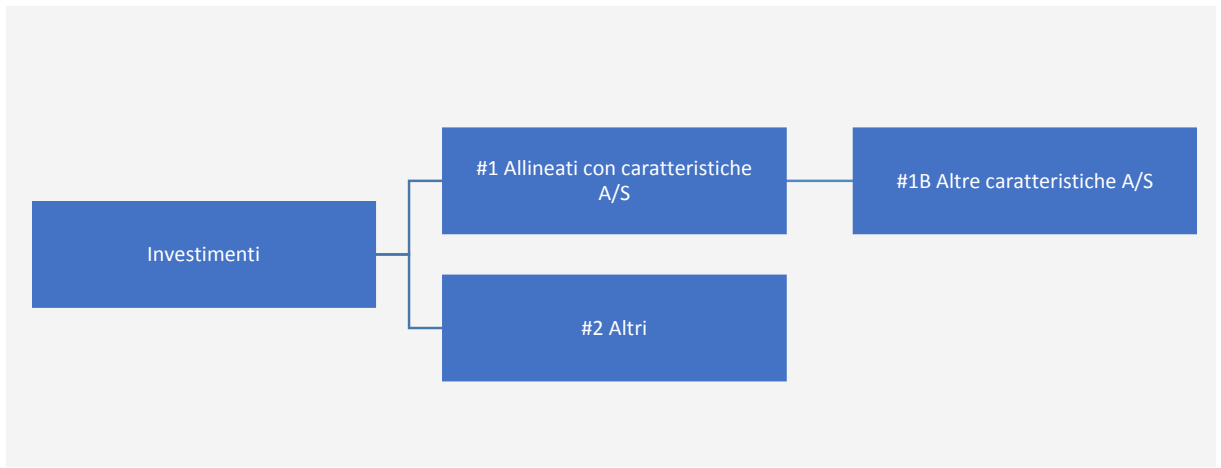 #1 Allineati con caratteristiche
A/S
#1B Altre caratteristiche A/S
Investimenti
#2 Altri